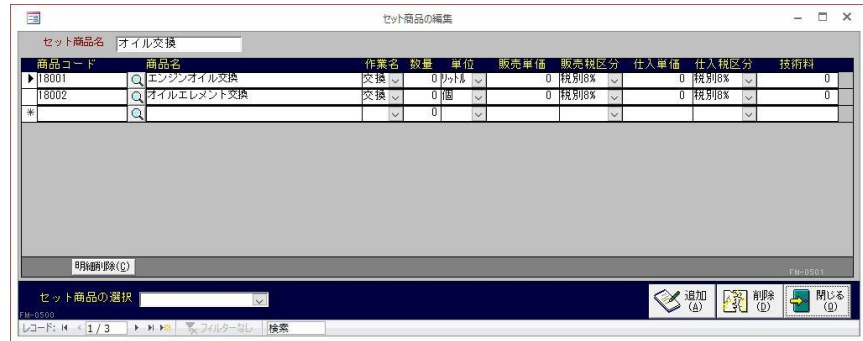 セット商品の編集
セット商品名 オイル交換
商品コード 商品名 作業名 数量 単位 販売単価 販売税区分 仕入単価 仕入税区分 技術料
18001 エンジンオイル交換 交換 0 リットル 0 税別8% 0 税別8% 0
18002 オイルエレメント交換 交換 0 個 0 税別8% 0 税別8% 0
* 0
明細削除(C)
FM-0501
セット商品の選択
追加(A) 削除(D) 閉じる(Q)
FM-0500
レコード: 1 / 3 フィルターなし 検索